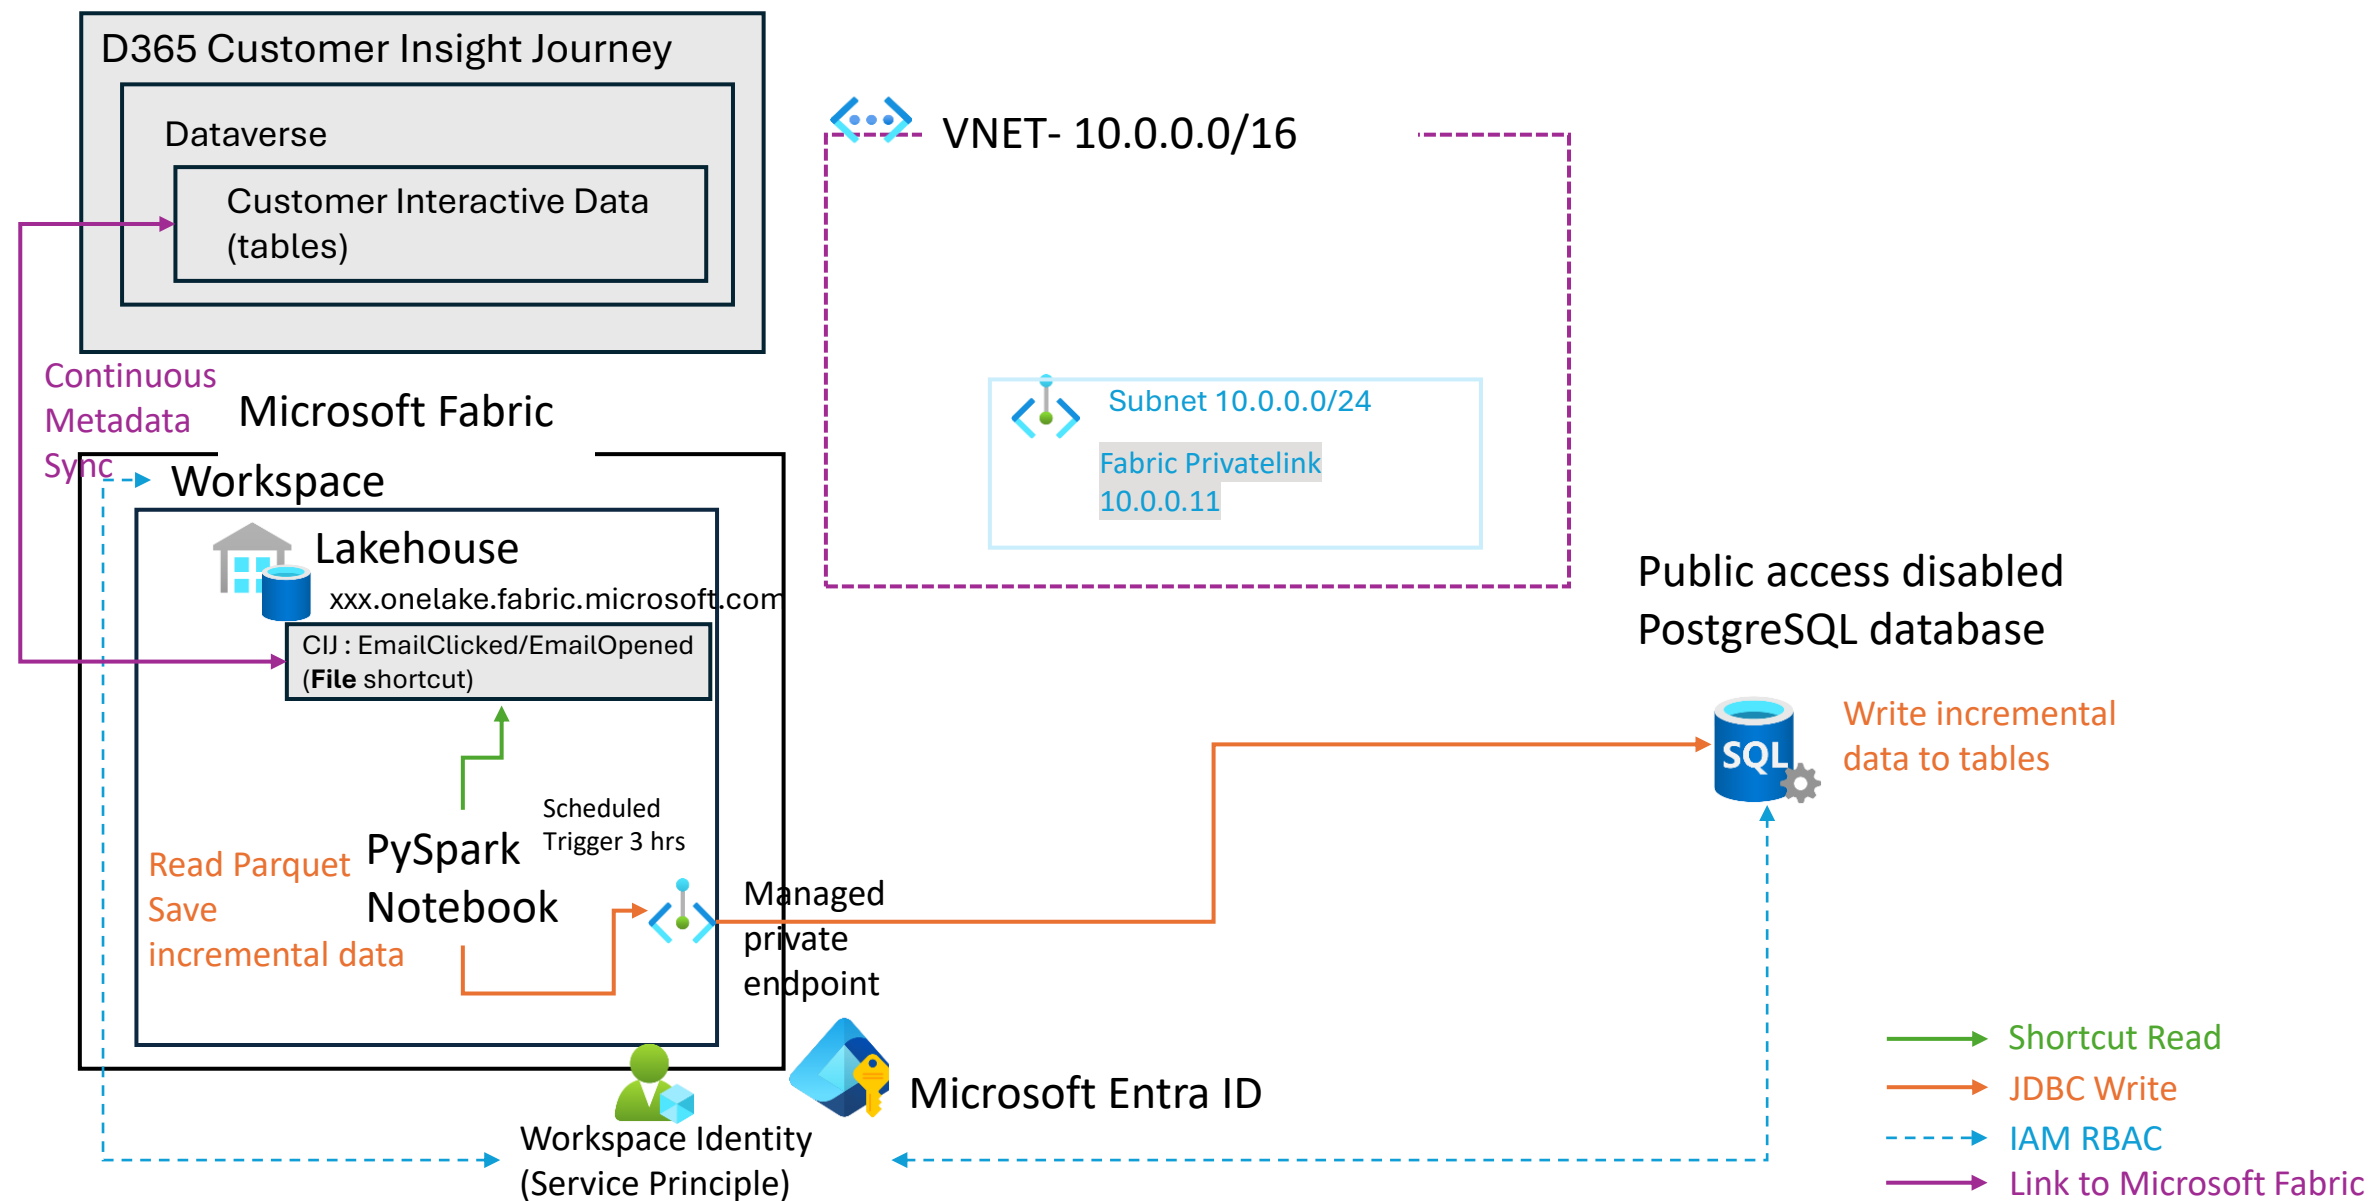 D365 Customer Insight Journey
Dataverse
Customer Interactive Data
(tables)
VNET- 10.0.0.0/16
Subnet 10.0.0.0/24
Fabric Privatelink
10.0.0.11
Continuous
Metadata
Sync
Microsoft Fabric
Workspace
Lakehouse
xxx.onelake.fabric.microsoft.com
CIJ : EmailClicked/EmailOpened
(File shortcut)
Public access disabled
PostgreSQL database
SQL
Write incremental
data to tables
Scheduled
Trigger 3 hrs
PySpark
Notebook
Read Parquet
Save
incremental data
Managed
private
endpoint
Microsoft Entra ID
Workspace Identity
(Service Principle)
Shortcut Read
JDBC Write
IAM RBAC
Link to Microsoft Fabric